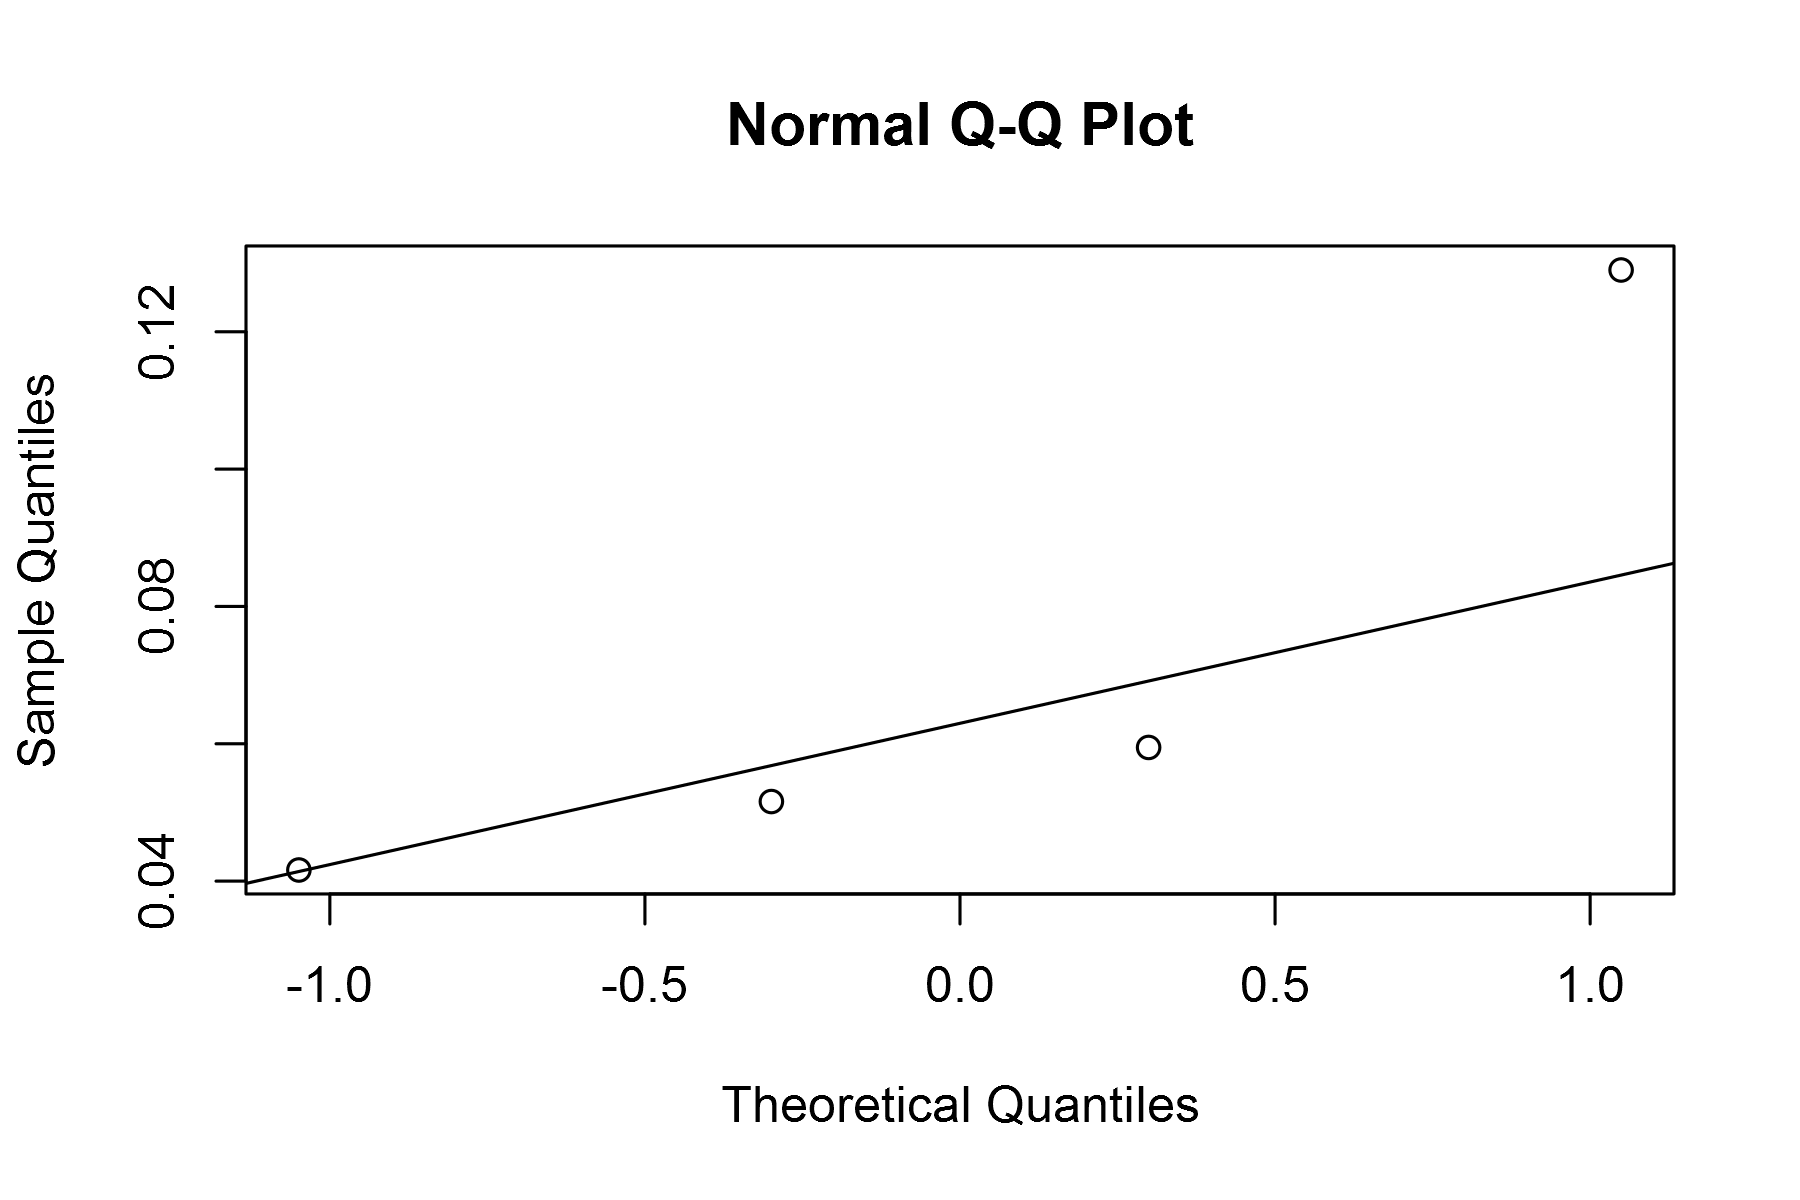 Normal Q-Q Plot
Sample Quantiles
0.12
0.08
0.04
-1.0 -0.5 0.0 0.5 1.0
Theoretical Quantiles